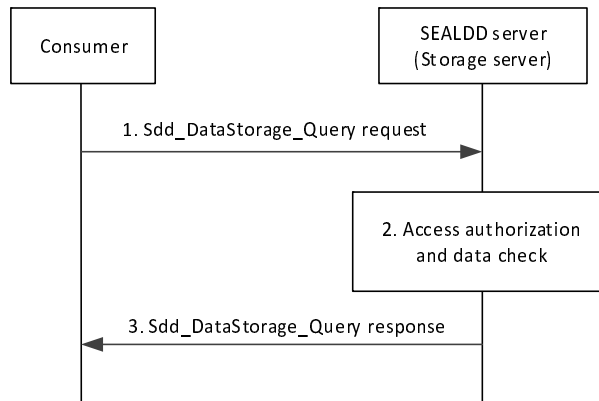 Consumer
SEALDD server
(Storage server)
1. Sdd_DataStorage_Query request
2. Access authorization
and data check
3. Sdd_DataStorage_Query response